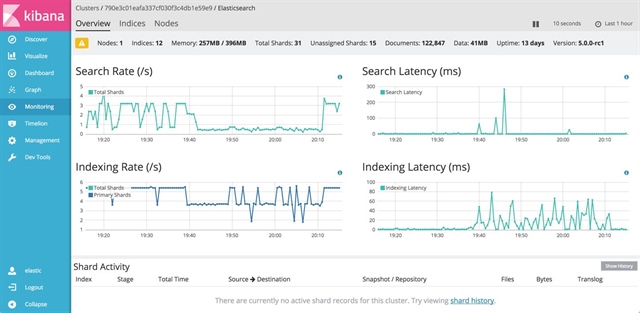 kibana
Discover
Visualize
Dashboard
Graph
Monitoring
Timelion
Management
Dev Tools
elastic
Logout
Collapse
Clusters / 790e3c01eafa337cf030f3c4db1e59e9 / Elasticsearch
Overview Indices Nodes
10 seconds Last 1 hour
Nodes: 1 Indices: 12 Memory: 257MB / 396MB Total Shards: 31 Unassigned Shards: 15 Documents: 122,847 Data: 41MB Uptime: 13 days Version: 5.0.0-rc1
Search Rate (/s)
Total Shards
5
4
3
2
1
0
19:20 19:30 19:40 19:50 20:00 20:10
Search Latency (ms)
Search Latency
300
200
100
0
19:20 19:30 19:40 19:50 20:00 20:10
Indexing Rate (/s)
Total Shards
Primary Shards
6
5
4
3
2
1
19:20 19:30 19:40 19:50 20:00 20:10
Indexing Latency (ms)
Indexing Latency
100
80
60
40
20
0
19:20 19:30 19:40 19:50 20:00 20:10
Shard Activity
Show History
Index Stage Total Time Source → Destination Snapshot / Repository Files Bytes Translog
There are currently no active shard records for this cluster. Try viewing shard history.